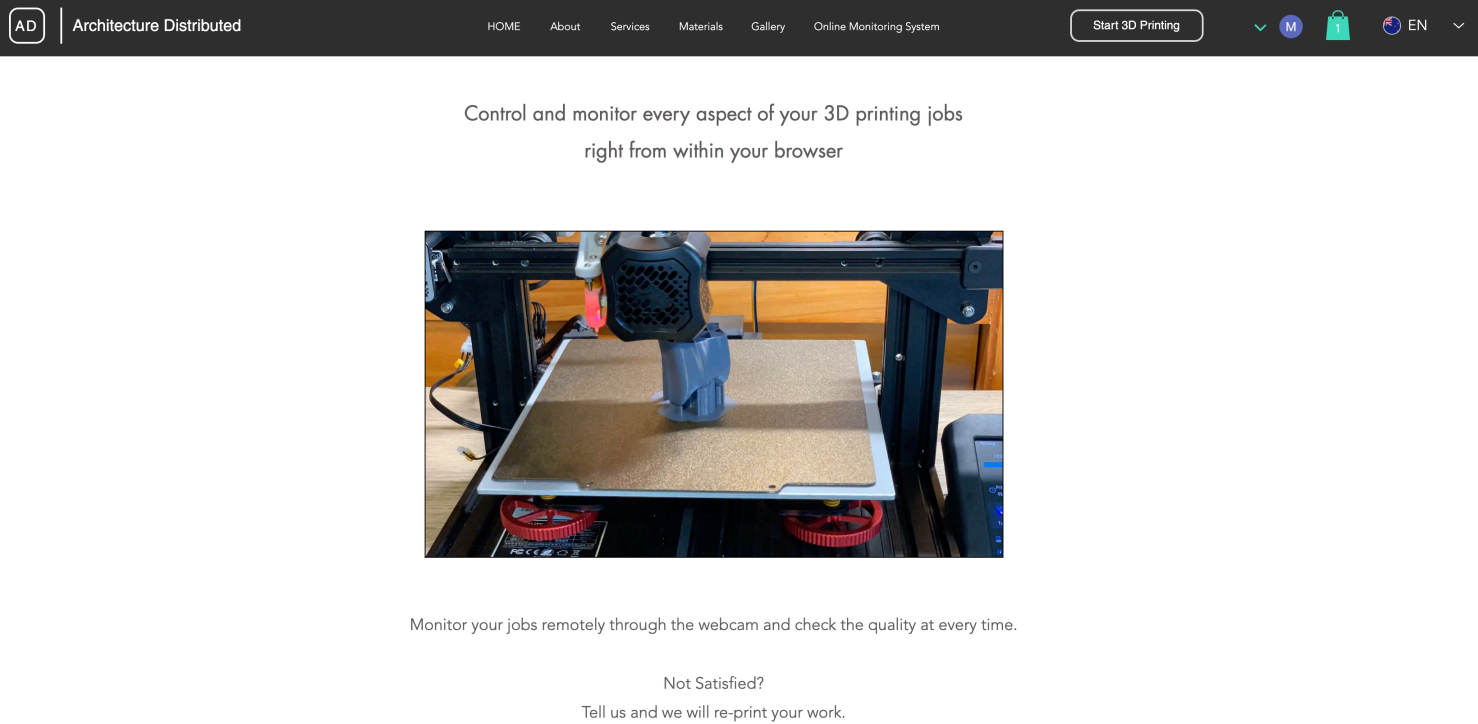 AD
Architecture Distributed
HOME About Services Materials Gallery Online Monitoring System
Start 3D Printing
M
1
EN
Control and monitor every aspect of your 3D printing jobs
right from within your browser
FC CE
Monitor your jobs remotely through the webcam and check the quality at every time.
Not Satisfied?
Tell us and we will re-print your work.